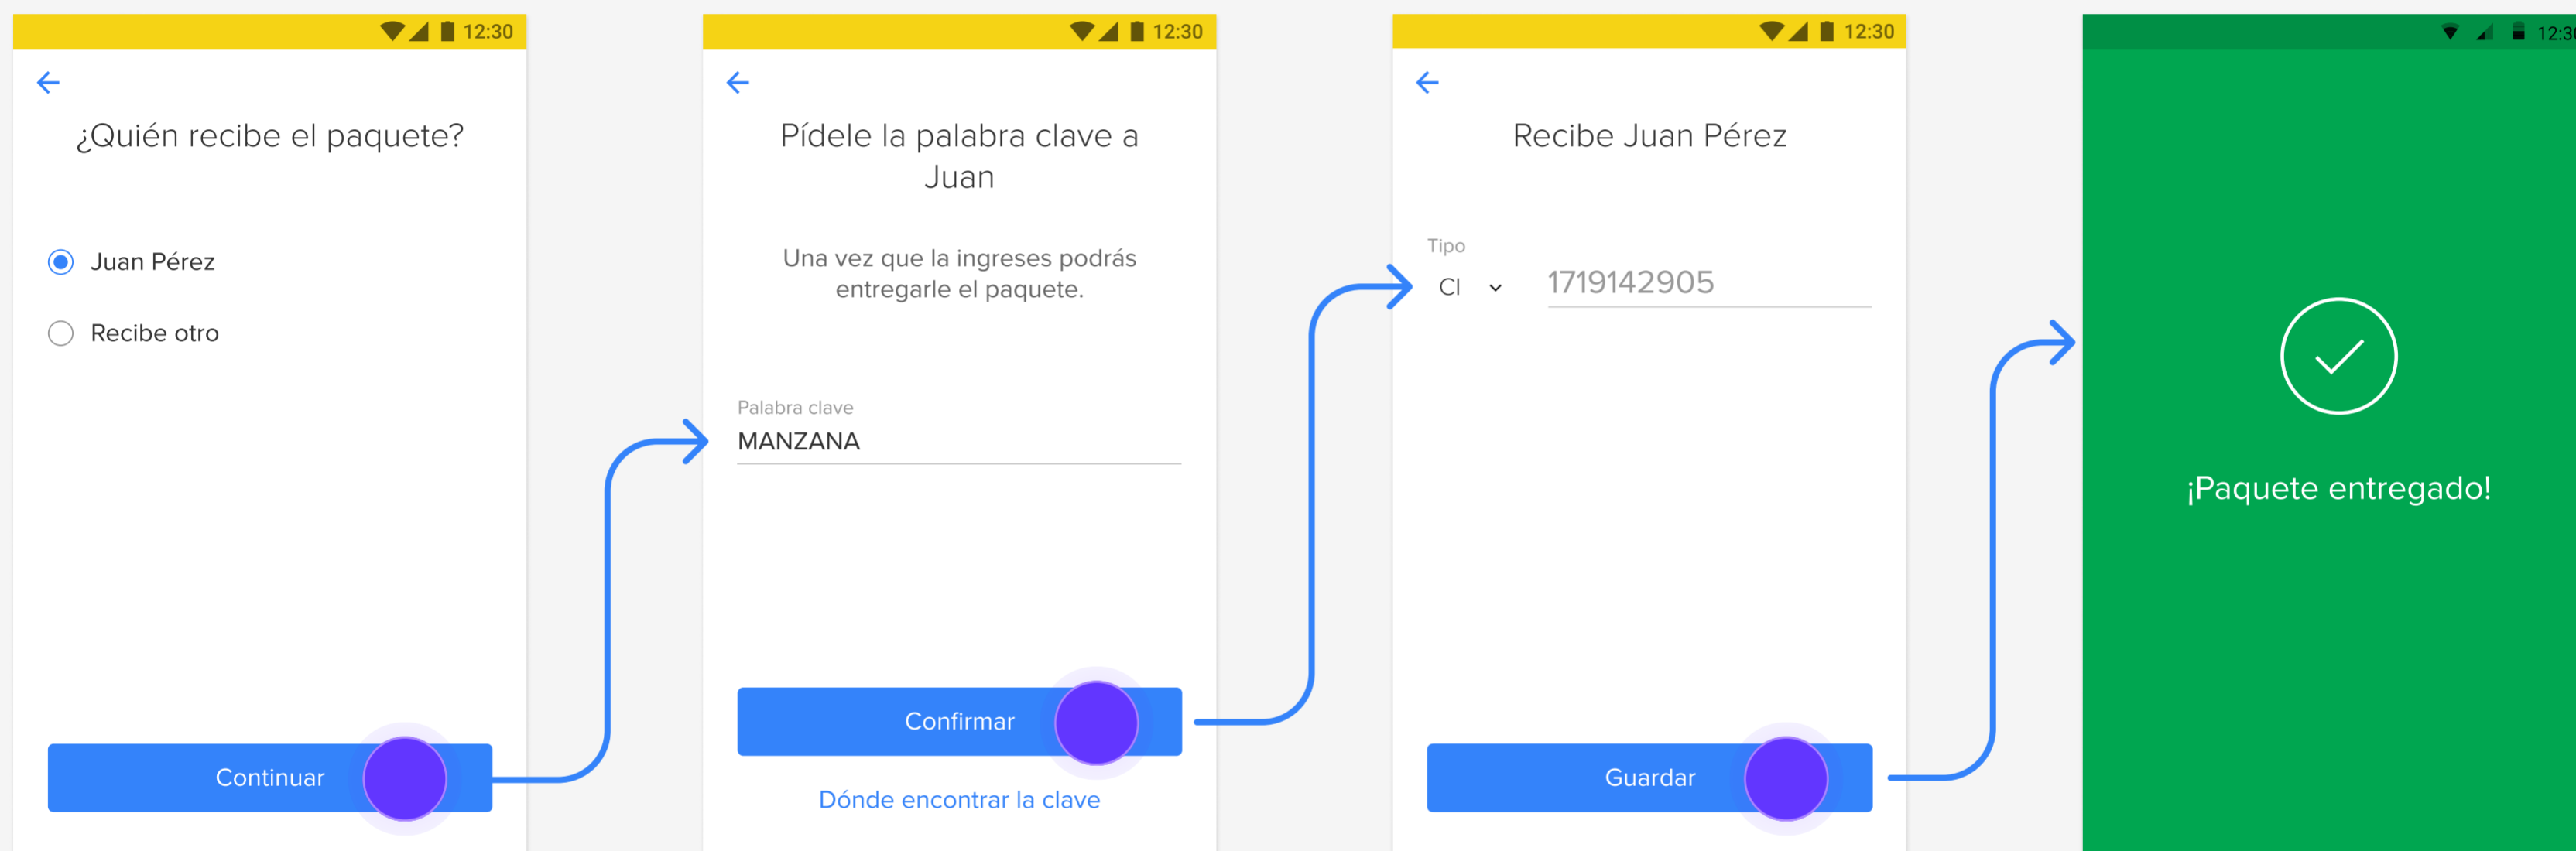 12:30
¿Quién recibe el paquete?
Juan Pérez
Recibe otro
Continuar
12:30
Pídele la palabra clave a
Juan
Una vez que la ingreses podrás
entregarle el paquete.
Palabra clave
MANZANA
Confirmar
Dónde encontrar la clave
12:30
Recibe Juan Pérez
Tipo
CI
1719142905
Guardar
12:30
¡Paquete entregado!